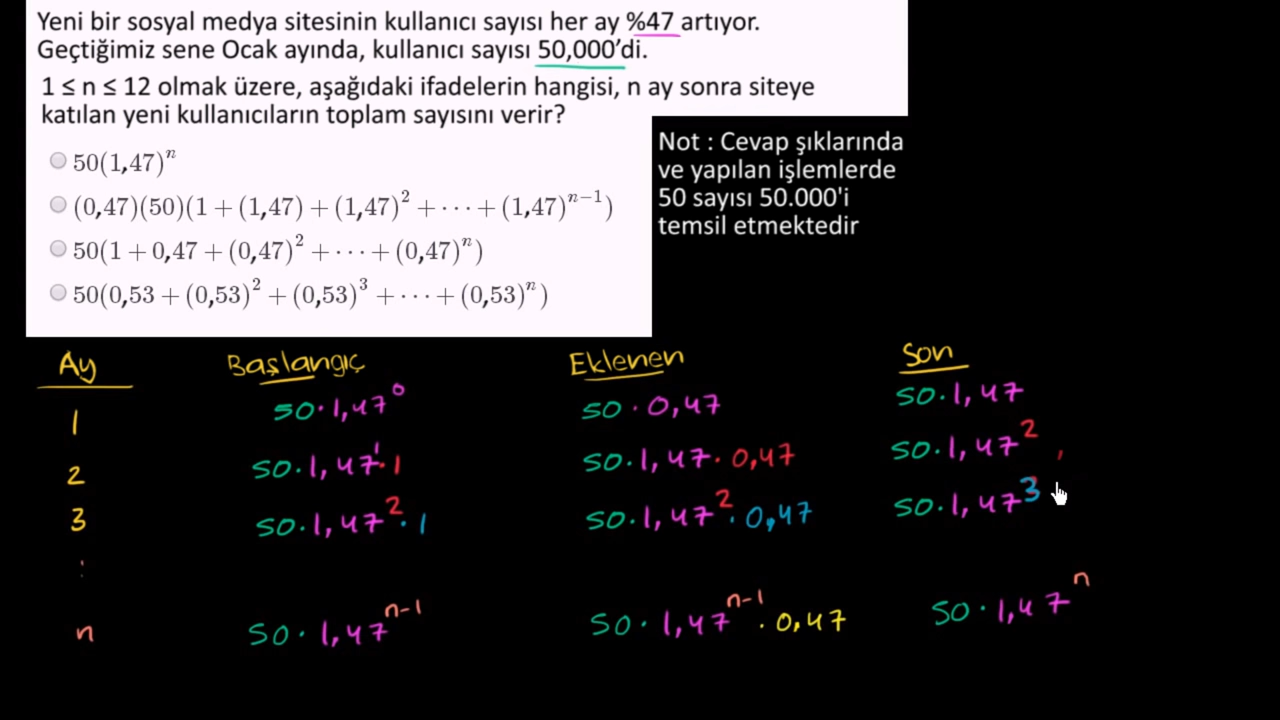 Yeni bir sosyal medya sitesinin kullanıcı sayısı her ay %47 artıyor.
Geçtiğimiz sene Ocak ayında, kullanıcı sayısı 50,000’di.
1 ≤ n ≤ 12 olmak üzere, aşağıdaki ifadelerin hangisi, n ay sonra siteye
katılan yeni kullanıcıların toplam sayısını verir?
50(1,47)^n
(0,47)(50)(1 + (1,47) + (1,47)^2 + ··· + (1,47)^{n−1})
50(1 + 0,47 + (0,47)^2 + ··· + (0,47)^n)
50(0,53 + (0,53)^2 + (0,53)^3 + ··· + (0,53)^n)
Not : Cevap şıklarında
ve yapılan işlemlerde
50 sayısı 50.000'i
temsil etmektedir
Ay Başlangıç Eklenen Son
1 50·1,47^0 50·0,47 50·1,47
2 50·1,47^1·1 50·1,47·0,47 50·1,47^2
3 50·1,47^2·1 50·1,47^2·0,47 50·1,47^3
⋮
n 50·1,47^{n-1} 50·1,47^{n-1}·0,47 50·1,47^n